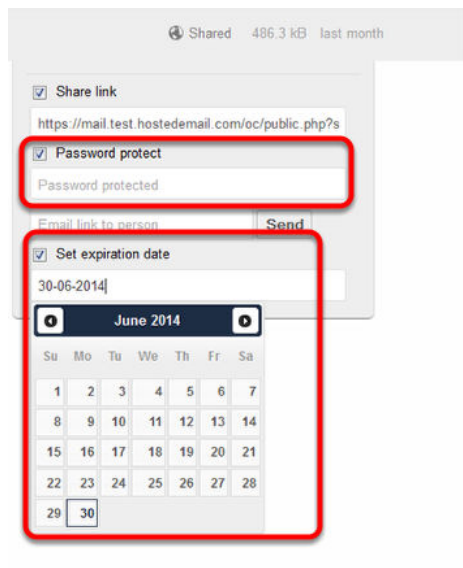 Shared 486.3 kB last month
Share link
https://mail.test.hostedemail.com/oc/public.php?s
Password protect
Password protected
Email link to person Send
Set expiration date
30-06-2014
June 2014
Su Mo Tu We Th Fr Sa
1 2 3 4 5 6 7
8 9 10 11 12 13 14
15 16 17 18 19 20 21
22 23 24 25 26 27 28
29 30